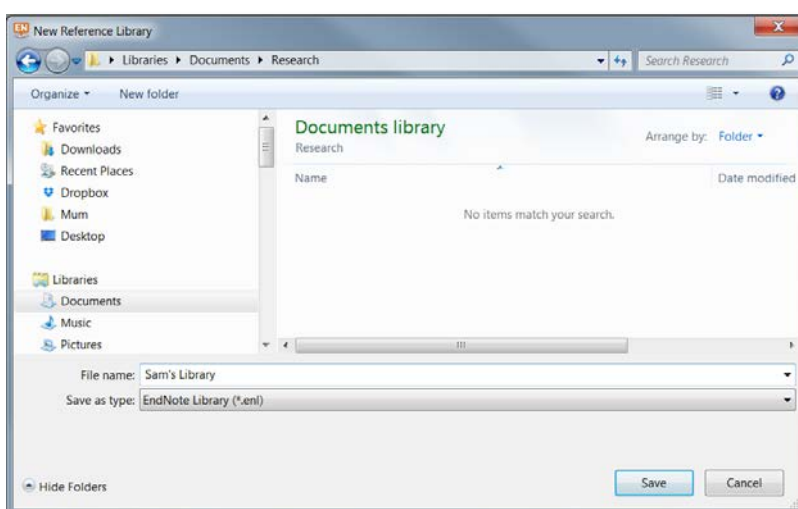 EN New Reference Library
Libraries Documents Research
Search Research
Organize New folder
Favorites
Downloads
Recent Places
Dropbox
Mum
Desktop
Libraries
Documents
Music
Pictures
Documents library
Research
Arrange by: Folder
Name Date modified
No items match your search.
File name: Sam's Library
Save as type: EndNote Library (*.enl)
Hide Folders
Save Cancel